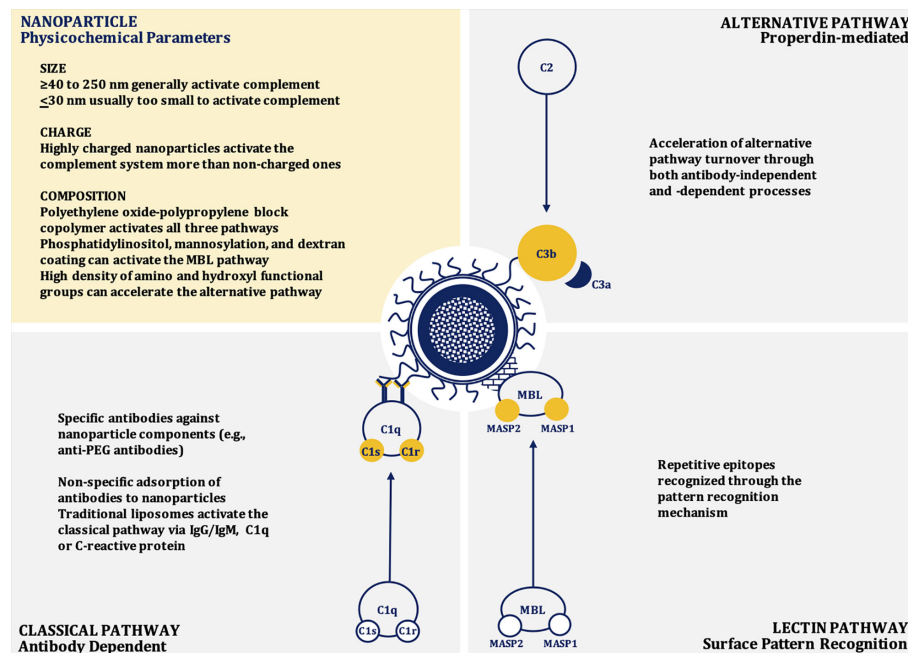 NANOPARTICLE
Physicochemical Parameters
SIZE
≥40 to 250 nm generally activate complement
≤30 nm usually too small to activate complement
CHARGE
Highly charged nanoparticles activate the
complement system more than non-charged ones
COMPOSITION
Polyethylene oxide-polypropylene block
copolymer activates all three pathways
Phosphatidylinositol, mannosylation, and dextran
coating can activate the MBL pathway
High density of amino and hydroxyl functional
groups can accelerate the alternative pathway
ALTERNATIVE PATHWAY
Properdin-mediated
C2
Acceleration of alternative
pathway turnover through
both antibody-independent
and -dependent processes
C3b
C3a
Specific antibodies against
nanoparticle components (e.g.,
anti-PEG antibodies)
Non-specific adsorption of
antibodies to nanoparticles
Traditional liposomes activate the
classical pathway via IgG/IgM, C1q
or C-reactive protein
C1q
C1s
C1r
C1q
C1s
C1r
CLASSICAL PATHWAY
Antibody Dependent
MBL
MASP2
MASP1
Repetitive epitopes
recognized through the
pattern recognition
mechanism
MBL
MASP2
MASP1
LECTIN PATHWAY
Surface Pattern Recognition